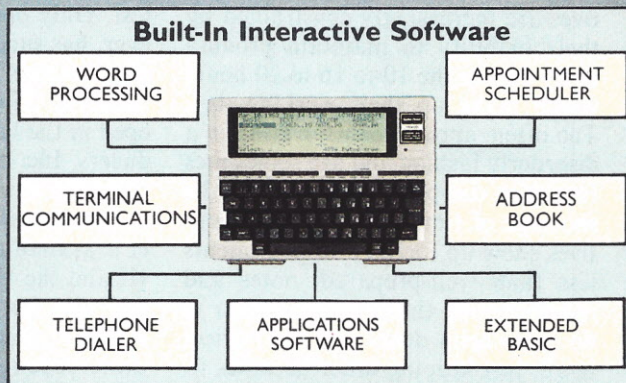 Built-In Interactive Software
WORD
PROCESSING
APPOINTMENT
SCHEDULER
TERMINAL
COMMUNICATIONS
ADDRESS
BOOK
TELEPHONE
DIALER
APPLICATIONS
SOFTWARE
EXTENDED
BASIC